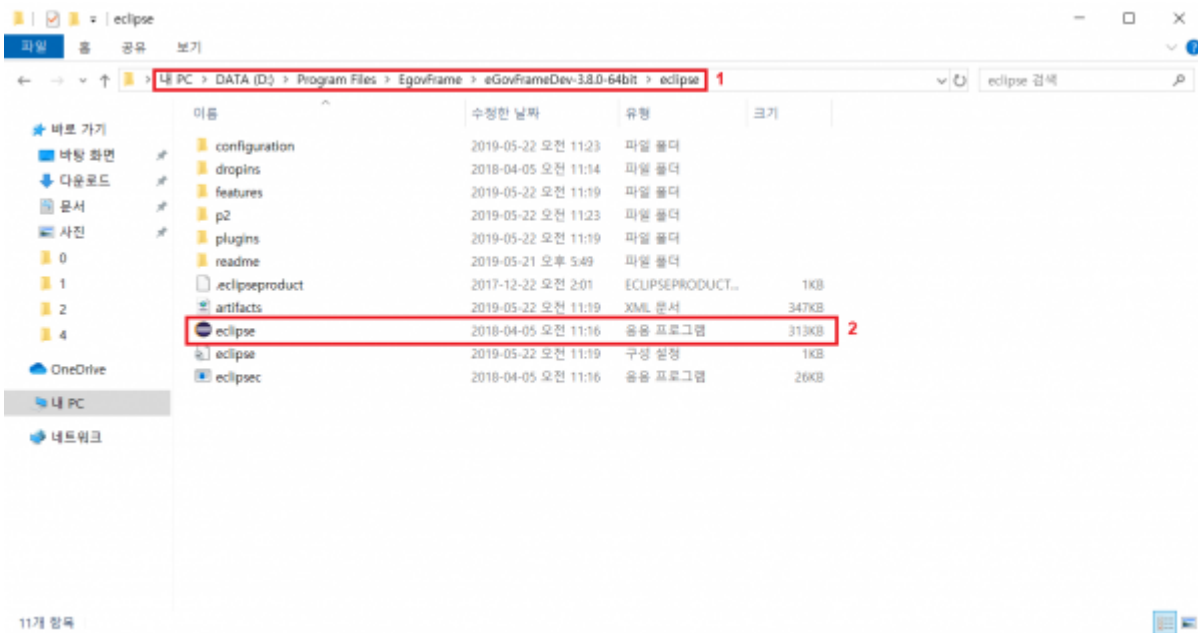 eclipse
파일 홈 공유 보기
내 PC > DATA (D:) > Program Files > EgovFrame > eGovFrameDev-3.8.0-64bit > eclipse 1 eclipse 검색
이름 수정한 날짜 유형 크기
바로 가기
바탕 화면
다운로드
문서
사진
0
1
2
4
OneDrive
내 PC
네트워크
configuration 2019-05-22 오전 11:23 파일 폴더
dropins 2018-04-05 오전 11:14 파일 폴더
features 2019-05-22 오전 11:19 파일 폴더
p2 2019-05-22 오전 11:23 파일 폴더
plugins 2019-05-22 오전 11:19 파일 폴더
readme 2019-05-21 오후 5:49 파일 폴더
.eclipseproduct 2017-12-22 오전 2:01 ECLIPSEPRODUCT... 1KB
artifacts 2019-05-22 오전 11:19 XML 문서 347KB
eclipse 2018-04-05 오전 11:16 응용 프로그램 313KB 2
eclipse 2019-05-22 오전 11:19 구성 설정 1KB
eclipsec 2018-04-05 오전 11:16 응용 프로그램 26KB
11개 항목